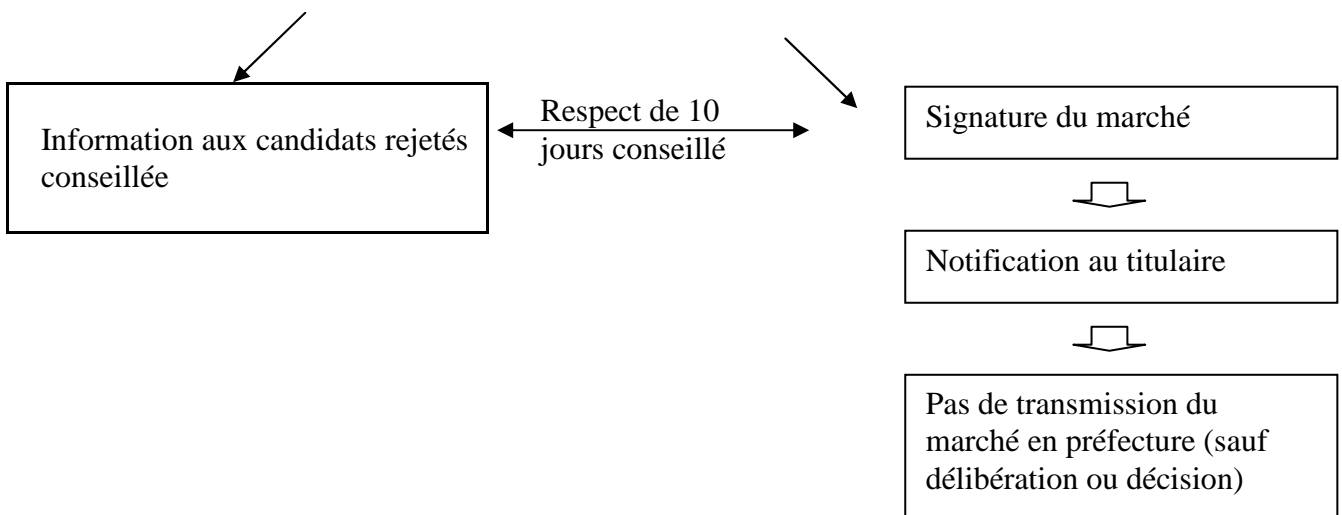 Information aux candidats rejetés
conseillée
Respect de 10
jours conseillé
Signature du marché
Notification au titulaire
Pas de transmission du
marché en préfecture (sauf
délibération ou décision)